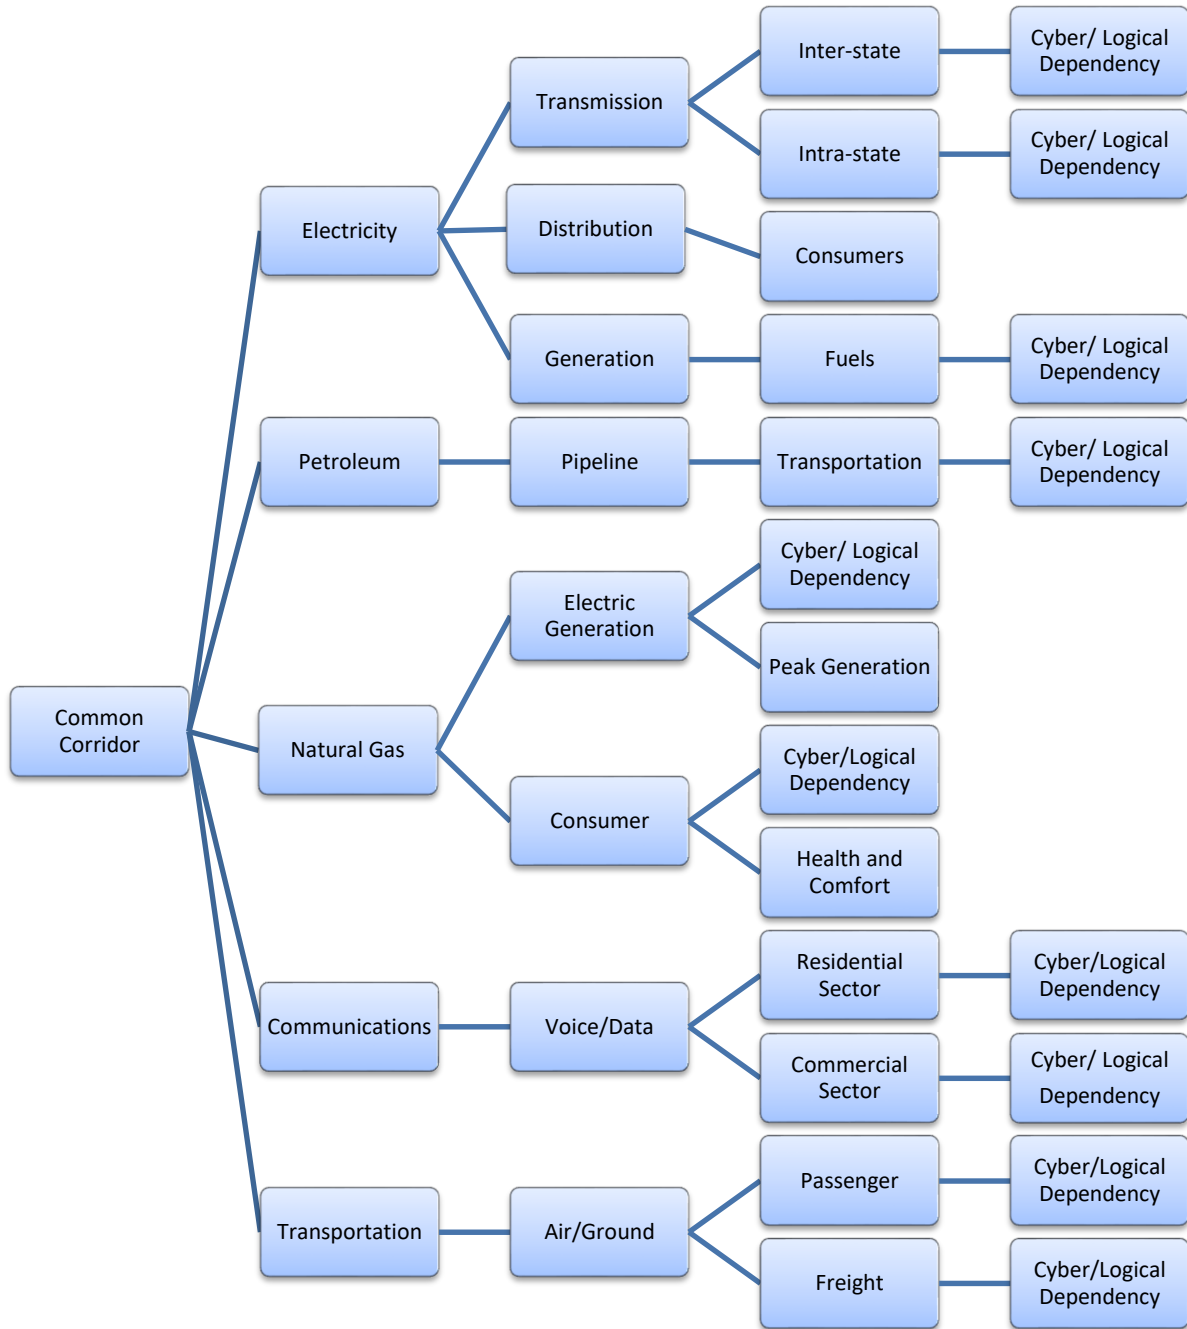 Common
Corridor
Electricity
Transmission
Inter-state
Cyber/ Logical
Dependency
Intra-state
Cyber/ Logical
Dependency
Distribution
Consumers
Generation
Fuels
Cyber/ Logical
Dependency
Petroleum
Pipeline
Transportation
Cyber/ Logical
Dependency
Natural Gas
Electric
Generation
Cyber/ Logical
Dependency
Peak Generation
Consumer
Cyber/Logical
Dependency
Health and
Comfort
Communications
Voice/Data
Residential
Sector
Cyber/Logical
Dependency
Commercial
Sector
Cyber/ Logical
Dependency
Transportation
Air/Ground
Passenger
Cyber/Logical
Dependency
Freight
Cyber/Logical
Dependency